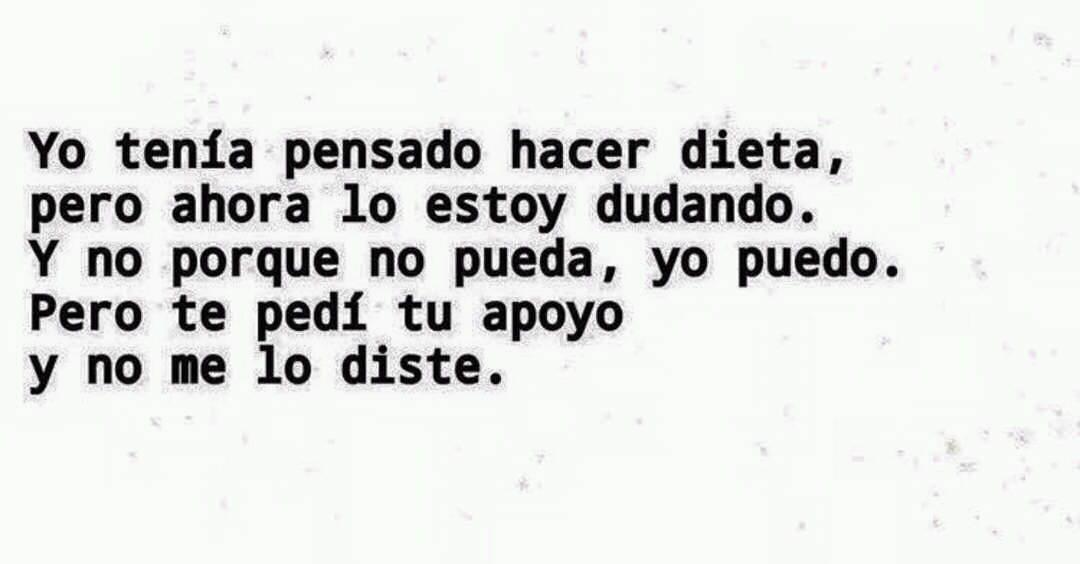 Yo tenía pensado hacer dieta,
pero ahora lo estoy dudando.
Y no porque no pueda, yo puedo.
Pero te pedí tu apoyo
y no me lo diste.